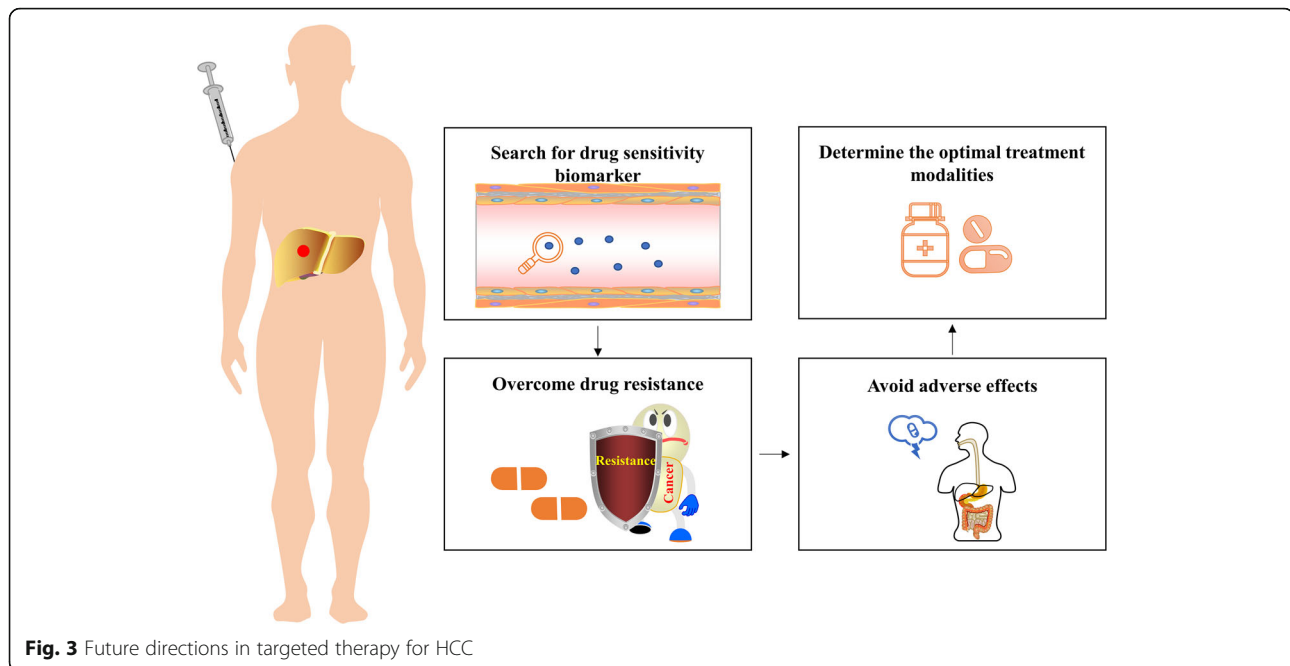 Search for drug sensitivity
biomarker
Determine the optimal treatment
modalities
Overcome drug resistance
Resistance
Cancer
Avoid adverse effects
Fig. 3 Future directions in targeted therapy for HCC